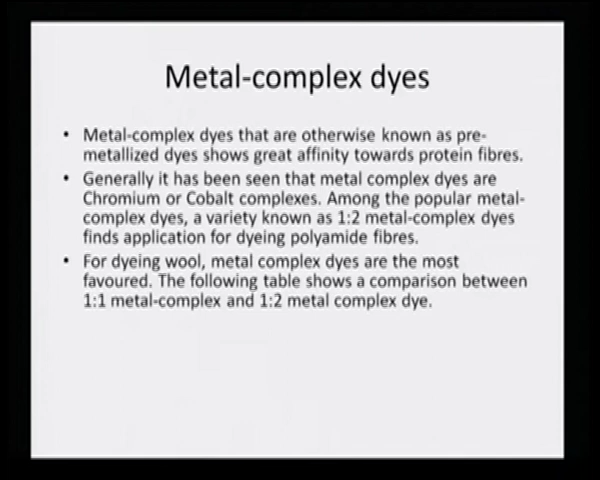 Metal-complex dyes
• Metal-complex dyes that are otherwise known as pre-
metallized dyes shows great affinity towards protein fibres.
• Generally it has been seen that metal complex dyes are
Chromium or Cobalt complexes. Among the popular metal-
complex dyes, a variety known as 1:2 metal-complex dyes
finds application for dyeing polyamide fibres.
• For dyeing wool, metal complex dyes are the most
favoured. The following table shows a comparison between
1:1 metal-complex and 1:2 metal complex dye.